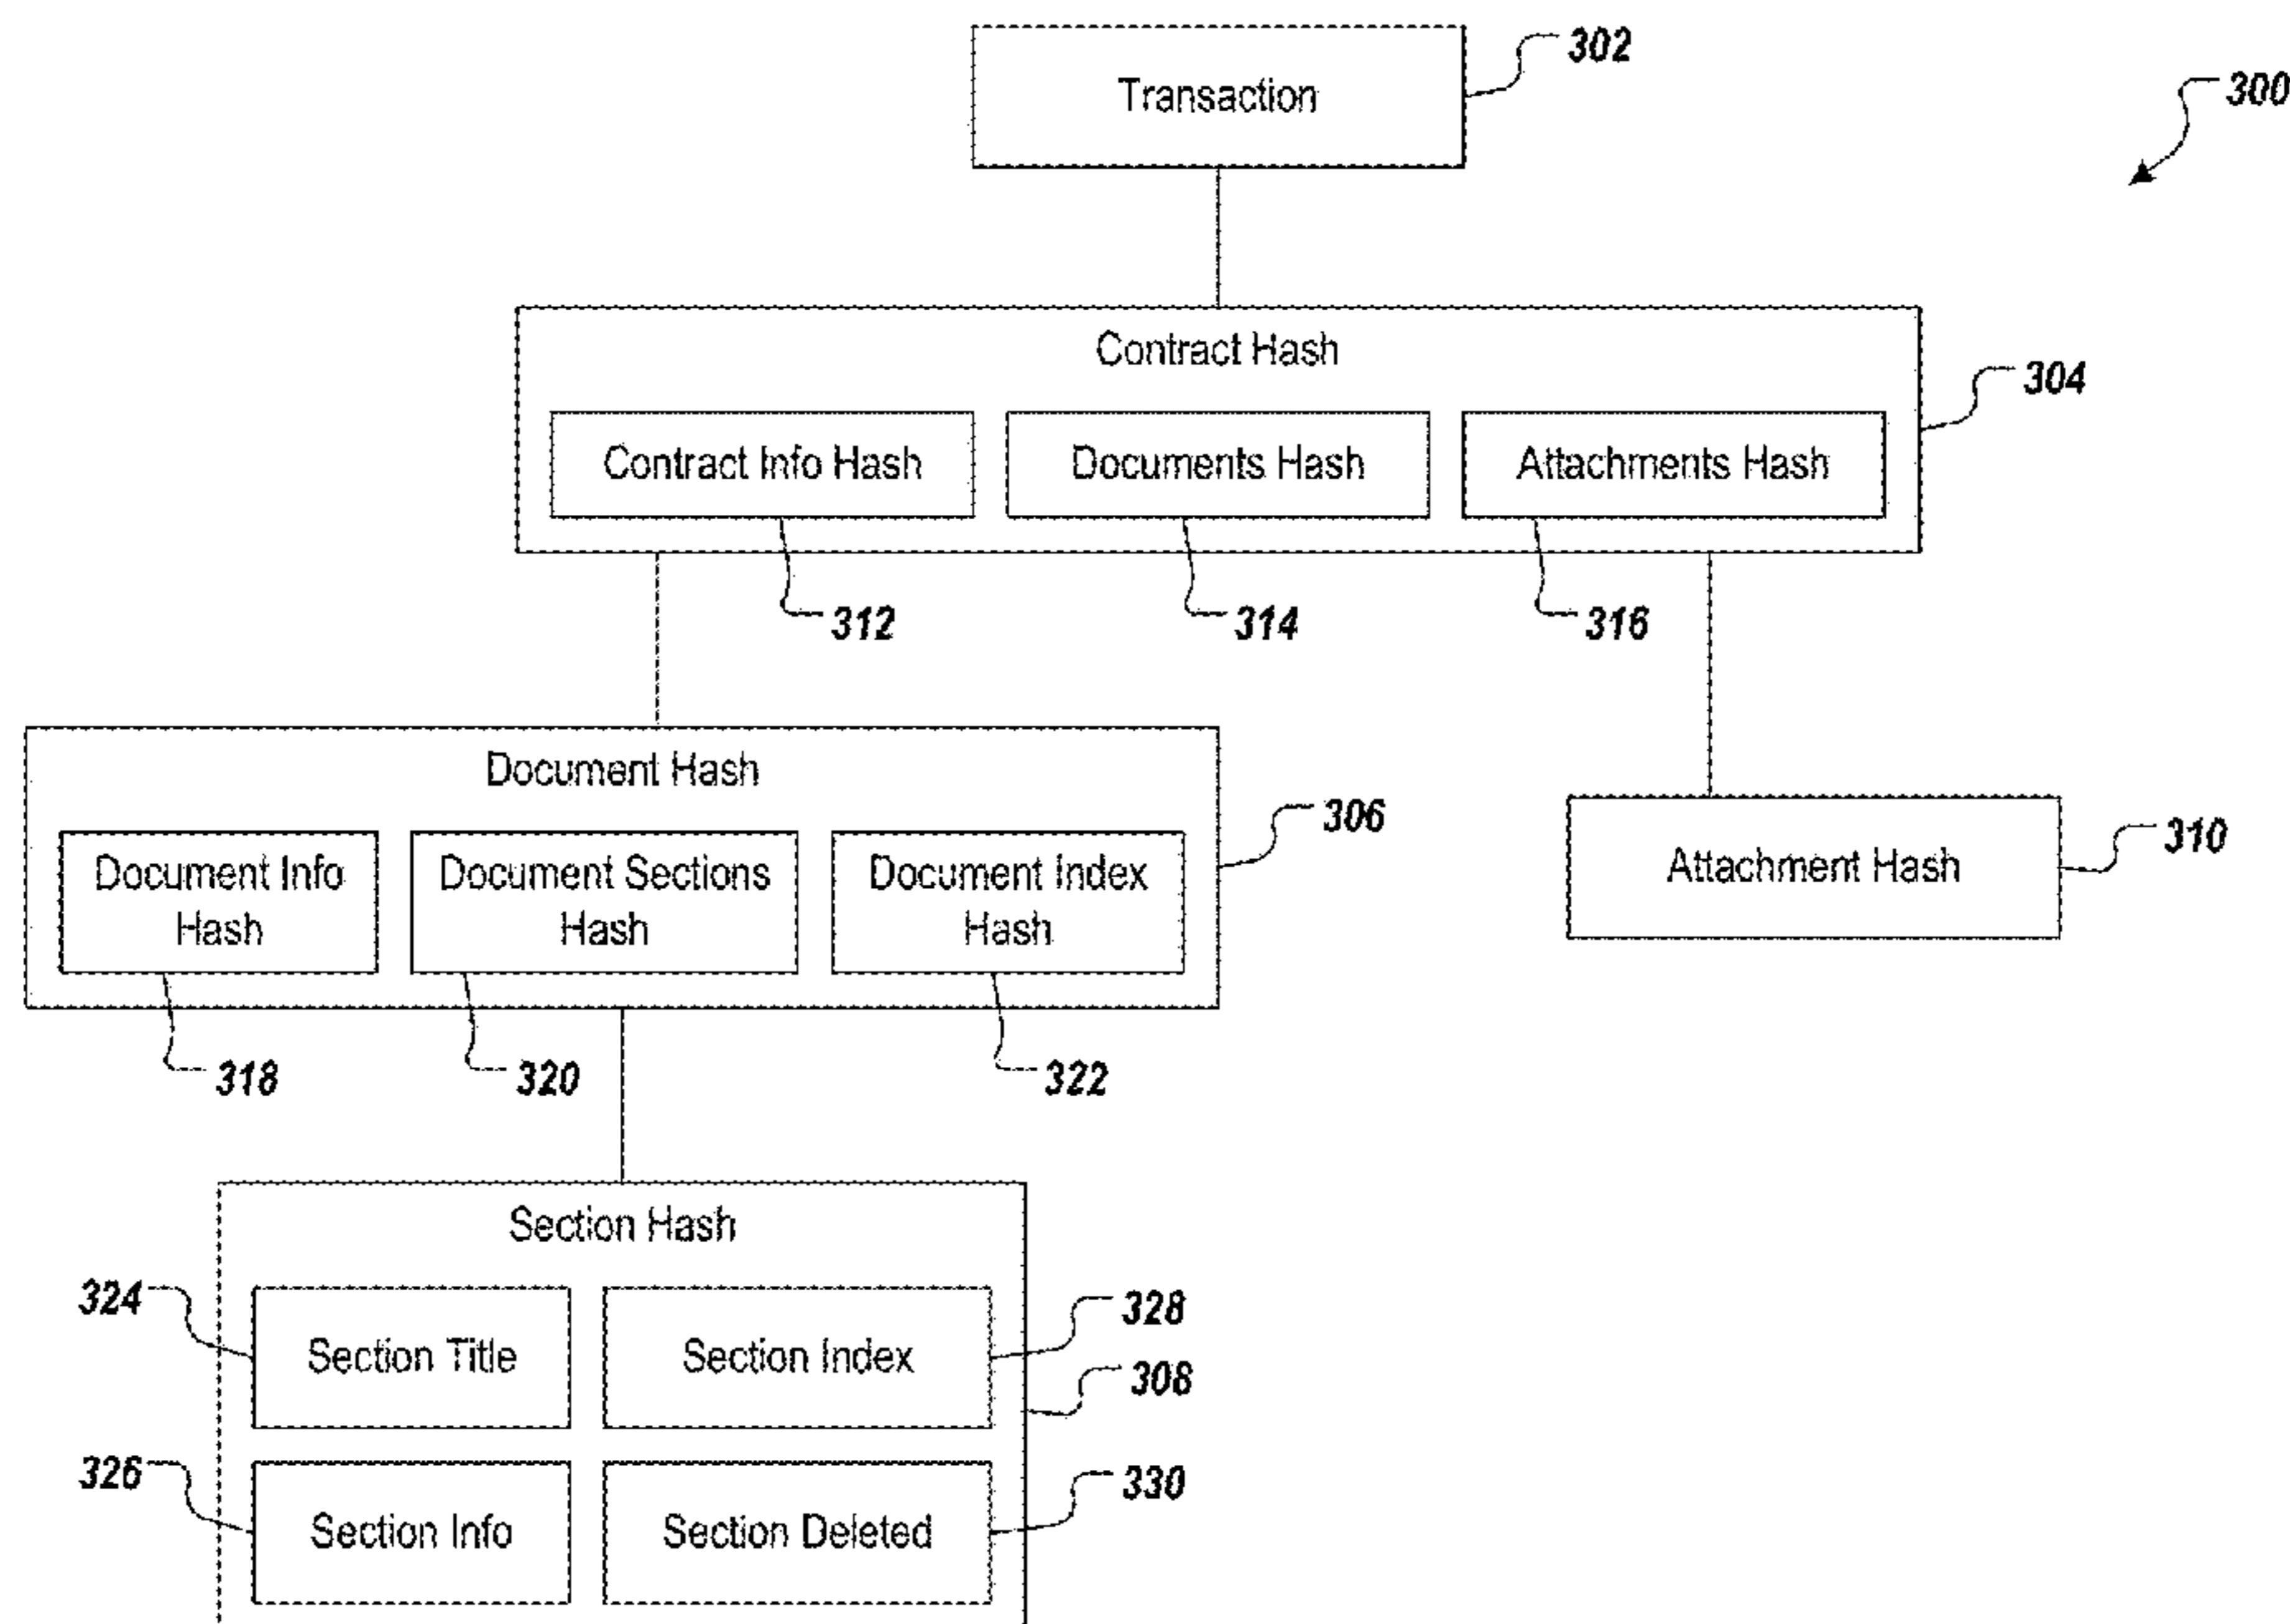 302
Transaction
300
Contract Hash
304
Contract Info Hash
Documents Hash
Attachments Hash
312
314
316
Document Hash
306
Document Info
Hash
Document Sections
Hash
Document Index
Hash
Attachment Hash
310
318
320
322
Section Hash
324
328
Section Title
Section Index
308
326
330
Section Info
Section Deleted